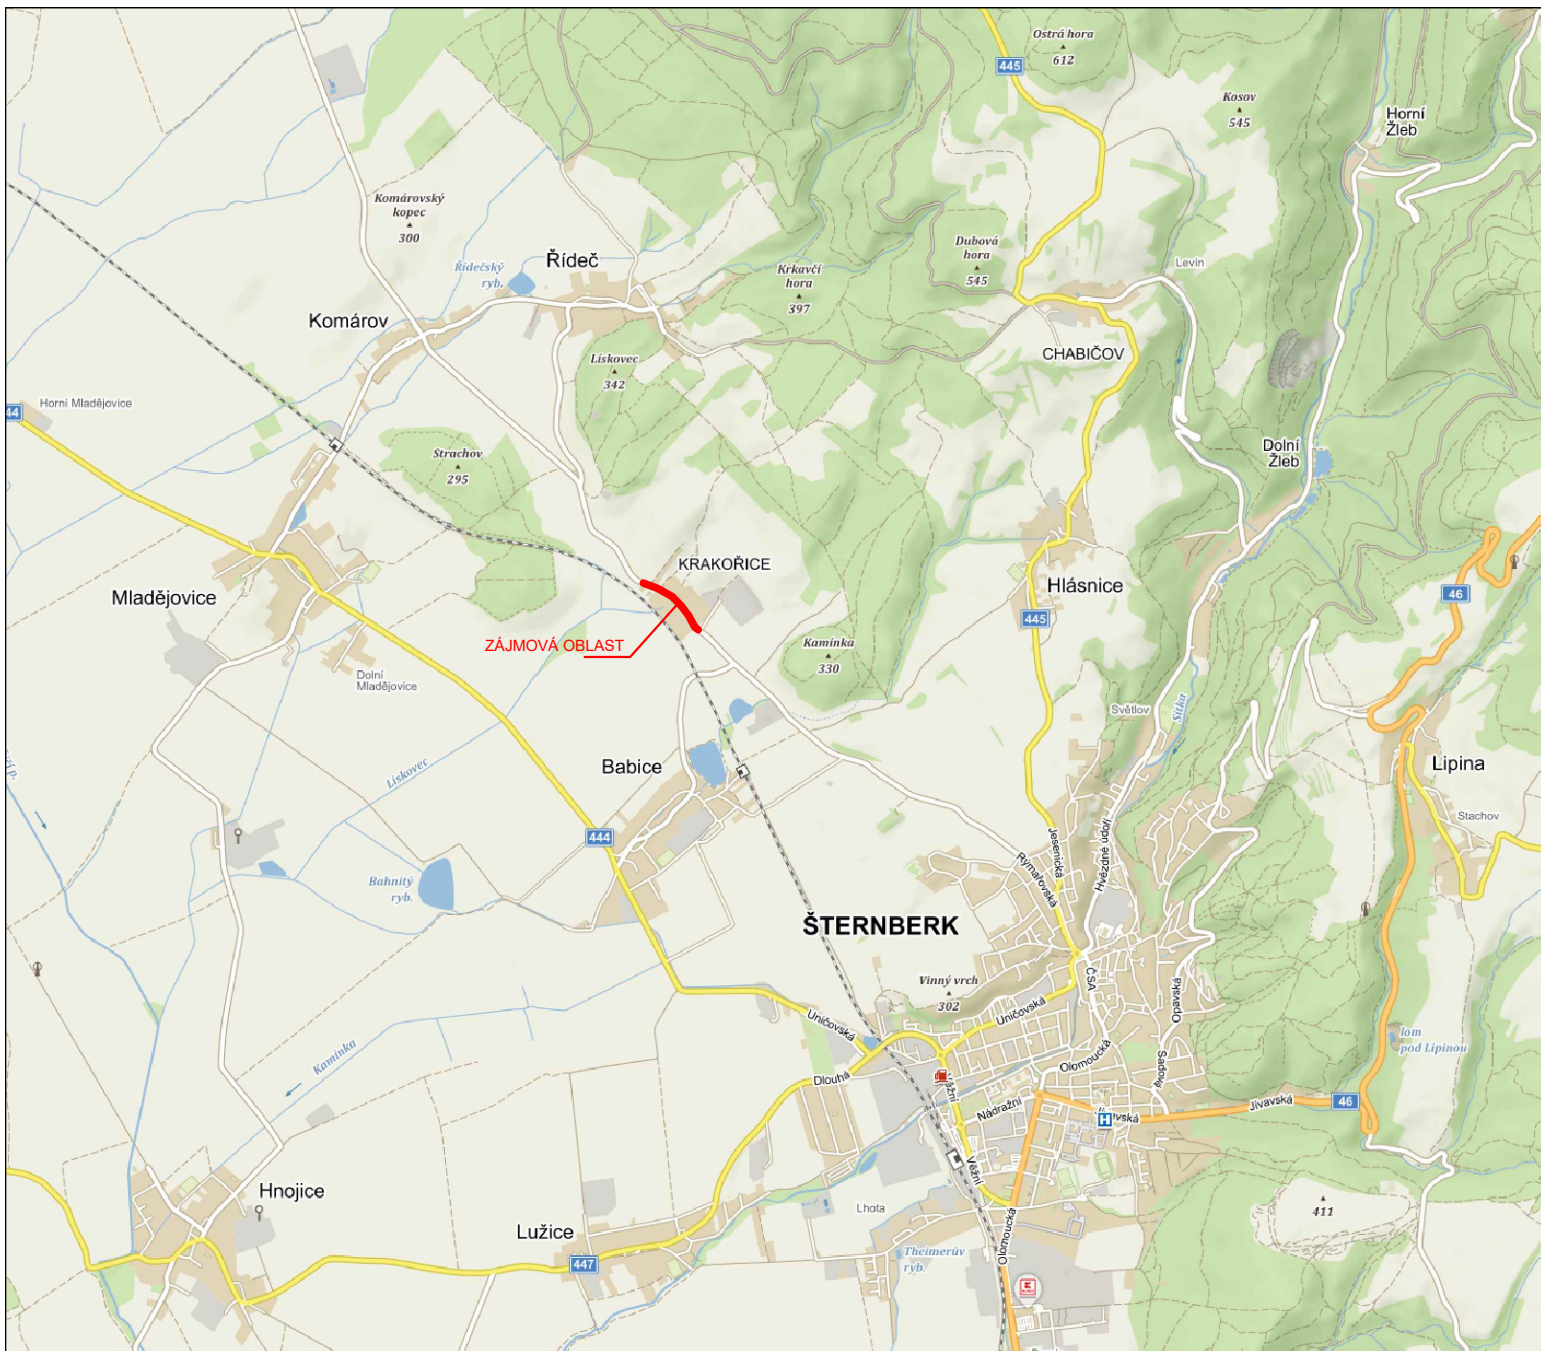 Ostrá hora
612
445
Kosov
545
Horní
Žleb
Komárovský
kopec
300
Řídečský
ryb.
Řídeč
Dubová
hora
545
Levín
Krkavčí
hora
397
Komárov
Lískovec
342
CHABIČOV
44
Horní Mladějovice
Strachov
295
Dolní
Žleb
KRAKOŘICE
Hlásnice
46
Mladějovice
445
ZÁJMOVÁ OBLAST
Kamínka
330
Dolní
Mladějovice
Světlov
Sitka
Babice
Lipina
Lískovec
Stachov
444
Jesenická
Hvězdné údolí
Rýmařovská
Bahnitý
ryb.
ŠTERNBERK
Vinný vrch
302
ČSA
Opavská
Uničovská
Uničovská
lom
pod Lipinou
Kamínka
Olomoucká
Sadová
Dlouhá
Věžní
Nádražní
Jívavská
H
Jívavská
46
Věžní
Hnojice
411
Lužice
Lhota
Olomoucká
Theimerův
ryb.
447